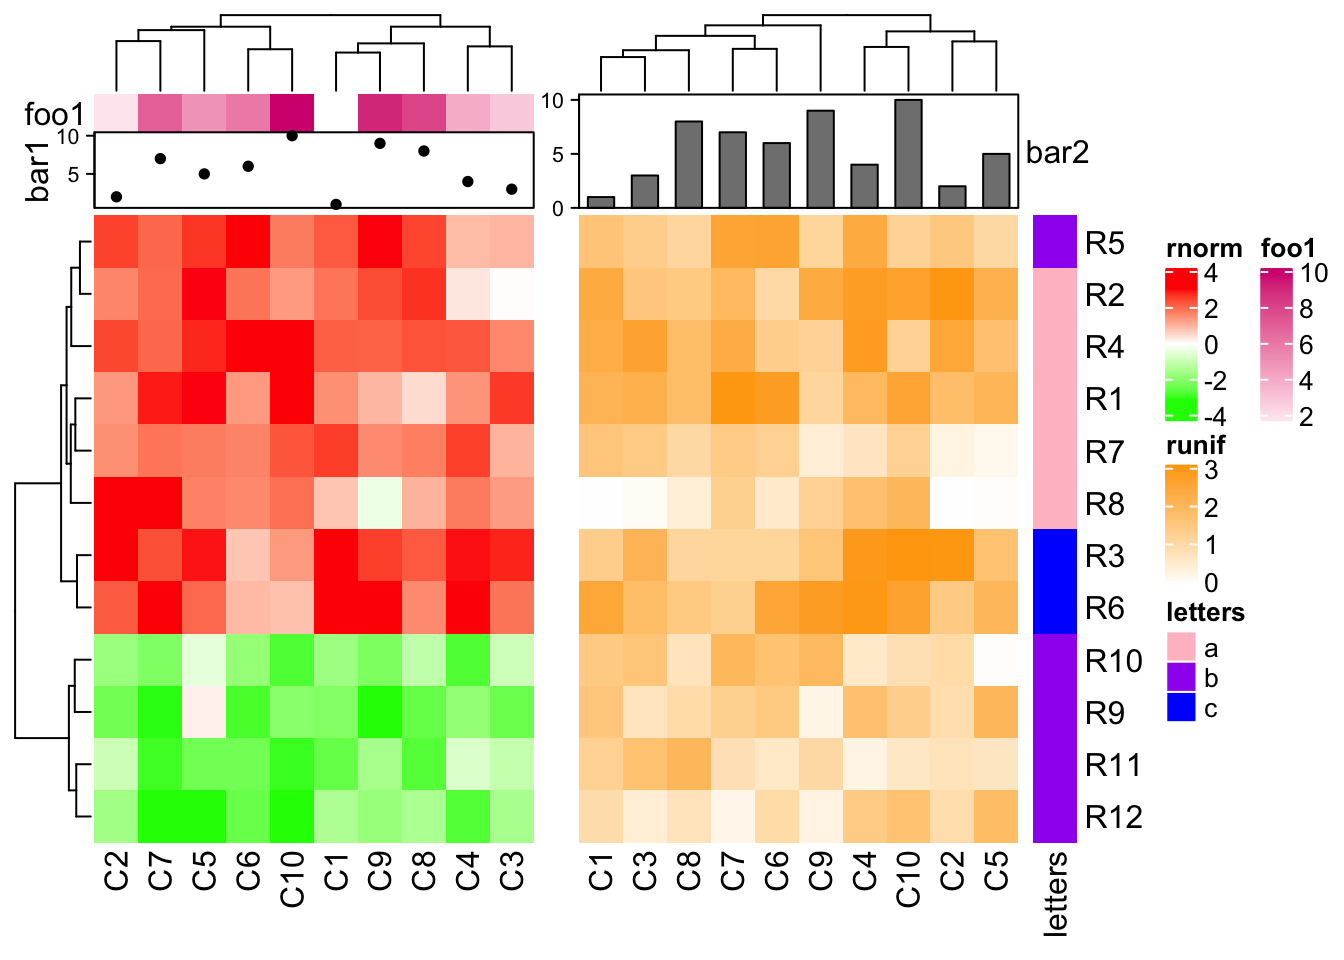 foo1
bar1
10
5
10
5
0
bar2
R5
R2
R4
R1
R7
R8
R3
R6
R10
R9
R11
R12
C2 C7 C5 C6 C10 C1 C9 C8 C4 C3
C1 C3 C8 C7 C6 C9 C4 C10 C2 C5
letters
rnorm
4
2
0
-2
-4
foo1
10
8
6
4
2
runif
3
2
1
0
letters
a
b
c